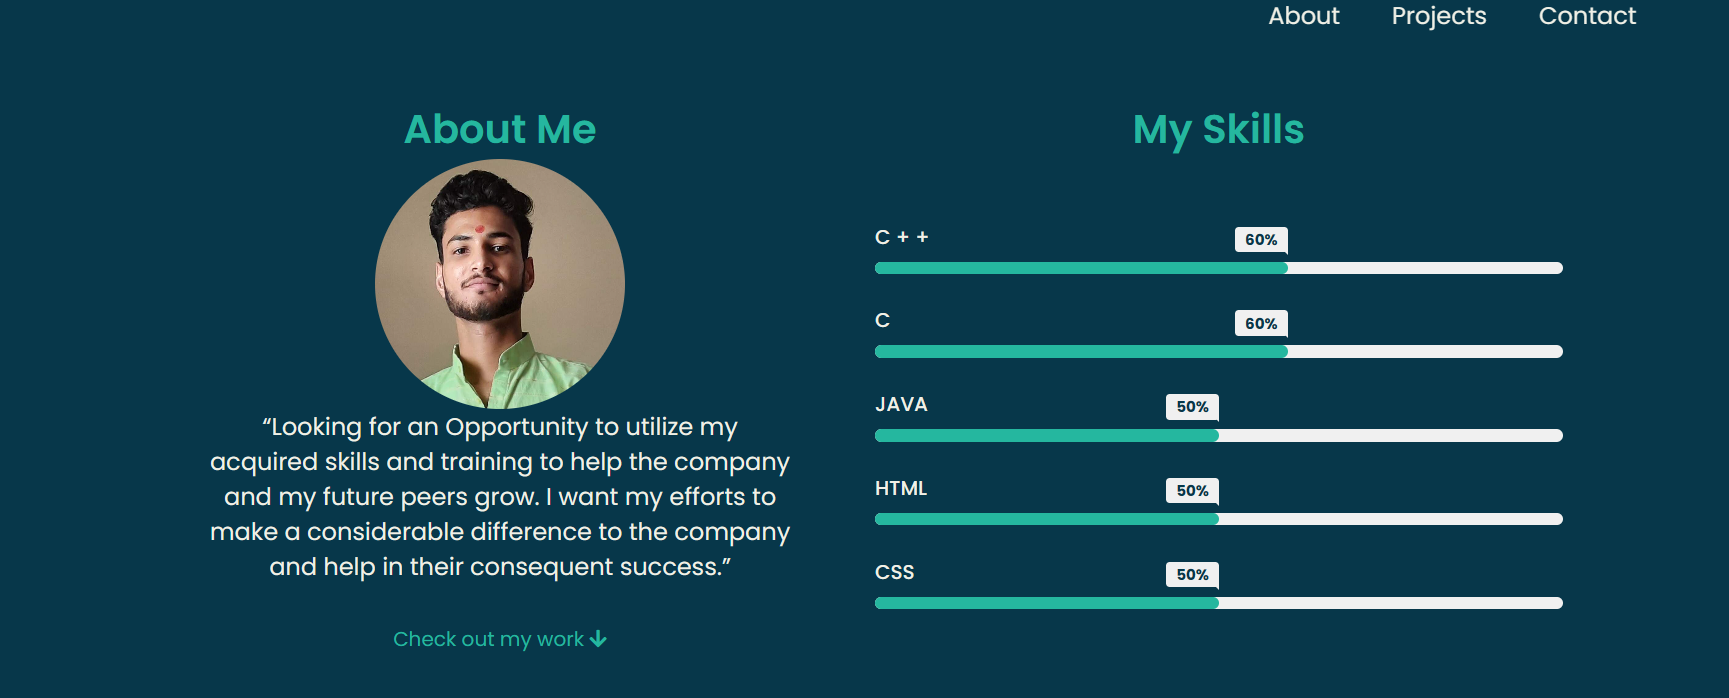 About Projects Contact
About Me
“Looking for an Opportunity to utilize my
acquired skills and training to help the company
and my future peers grow. I want my efforts to
make a considerable difference to the company
and help in their consequent success.”
Check out my work
My Skills
C + +
60%
C
60%
JAVA
50%
HTML
50%
CSS
50%